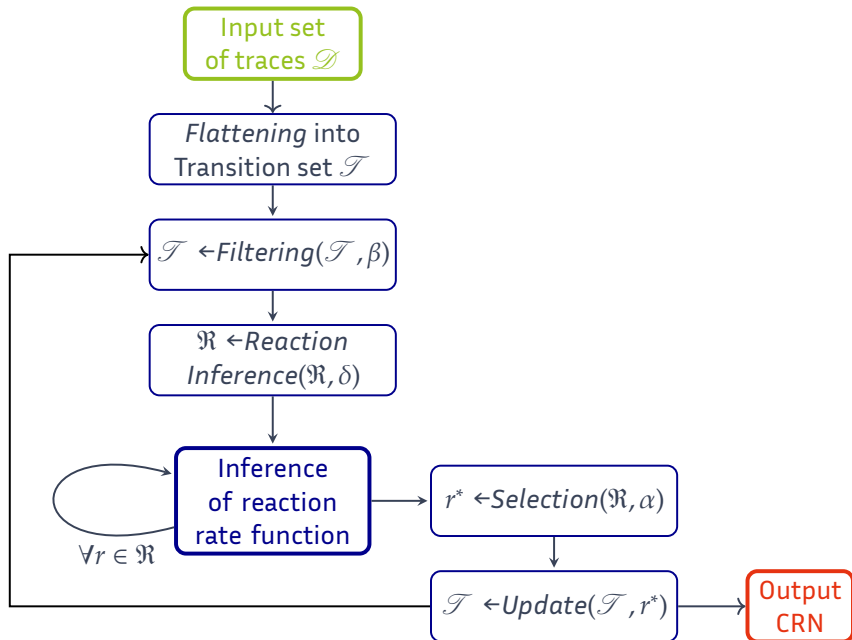 Input set
of traces 𝒟
Flattening into
Transition set 𝒯
𝒯 ←Filtering(𝒯, β)
ℜ ←Reaction
Inference(ℜ, δ)
Inference
of reaction
rate function
∀r ∈ ℜ
r* ←Selection(ℜ, α)
𝒯 ←Update(𝒯, r*)
Output
CRN